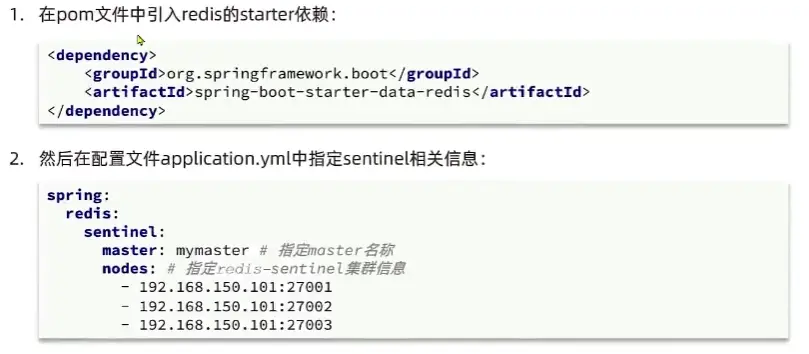 1. 在pom文件中引入redis的starter依赖：
<dependency>
    <groupId>org.springframework.boot</groupId>
    <artifactId>spring-boot-starter-data-redis</artifactId>
</dependency>
2. 然后在配置文件application.yml中指定sentinel相关信息：
spring:
  redis:
    sentinel:
      master: mymaster # 指定master名称
      nodes: # 指定redis-sentinel集群信息
        - 192.168.150.101:27001
        - 192.168.150.101:27002
        - 192.168.150.101:27003